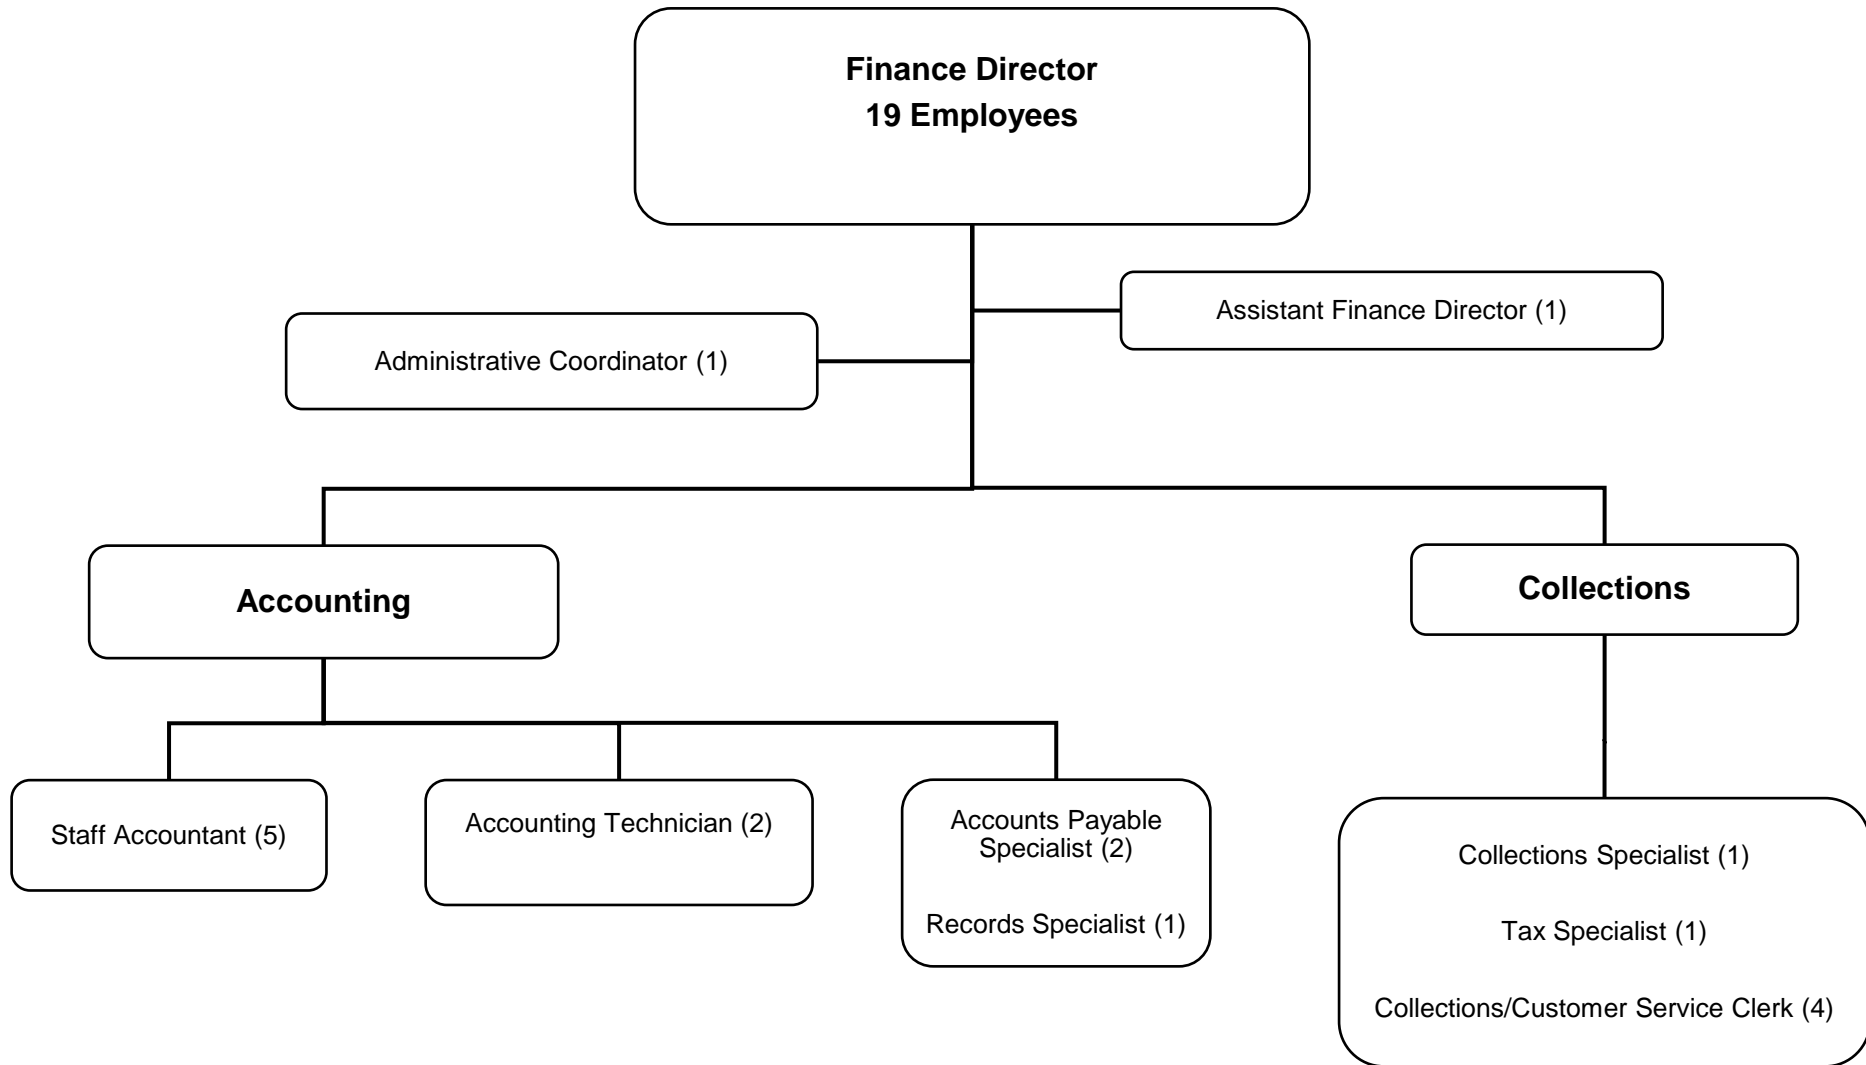 Finance Director
19 Employees
Assistant Finance Director (1)
Administrative Coordinator (1)
Accounting
Collections
Staff Accountant (5)
Accounting Technician (2)
Accounts Payable
Specialist (2)
Records Specialist (1)
Collections Specialist (1)
Tax Specialist (1)
Collections/Customer Service Clerk (4)